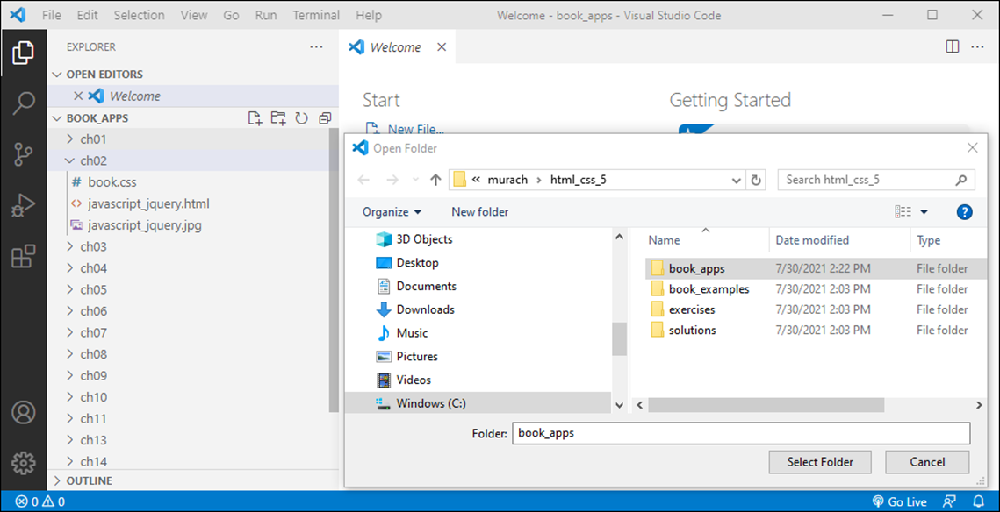 File Edit Selection View Go Run Terminal Help Welcome - book_apps - Visual Studio Code
EXPLORER
OPEN EDITORS
Welcome
BOOK_APPS
ch01
ch02
book.css
javascript_jquery.html
javascript_jquery.jpg
ch03
ch04
ch05
ch06
ch07
ch08
ch09
ch10
ch11
ch13
ch14
OUTLINE
Welcome
Start
Getting Started
New File...
Open Folder
« murach > html_css_5
Search html_css_5
Organize New folder
3D Objects
Desktop
Documents
Downloads
Music
Pictures
Videos
Windows (C:)
Name Date modified Type
book_apps 7/30/2021 2:22 PM File folder
book_examples 7/30/2021 2:03 PM File folder
exercises 7/30/2021 2:03 PM File folder
solutions 7/30/2021 2:03 PM File folder
Folder: book_apps
Select Folder Cancel
0 0 Go Live